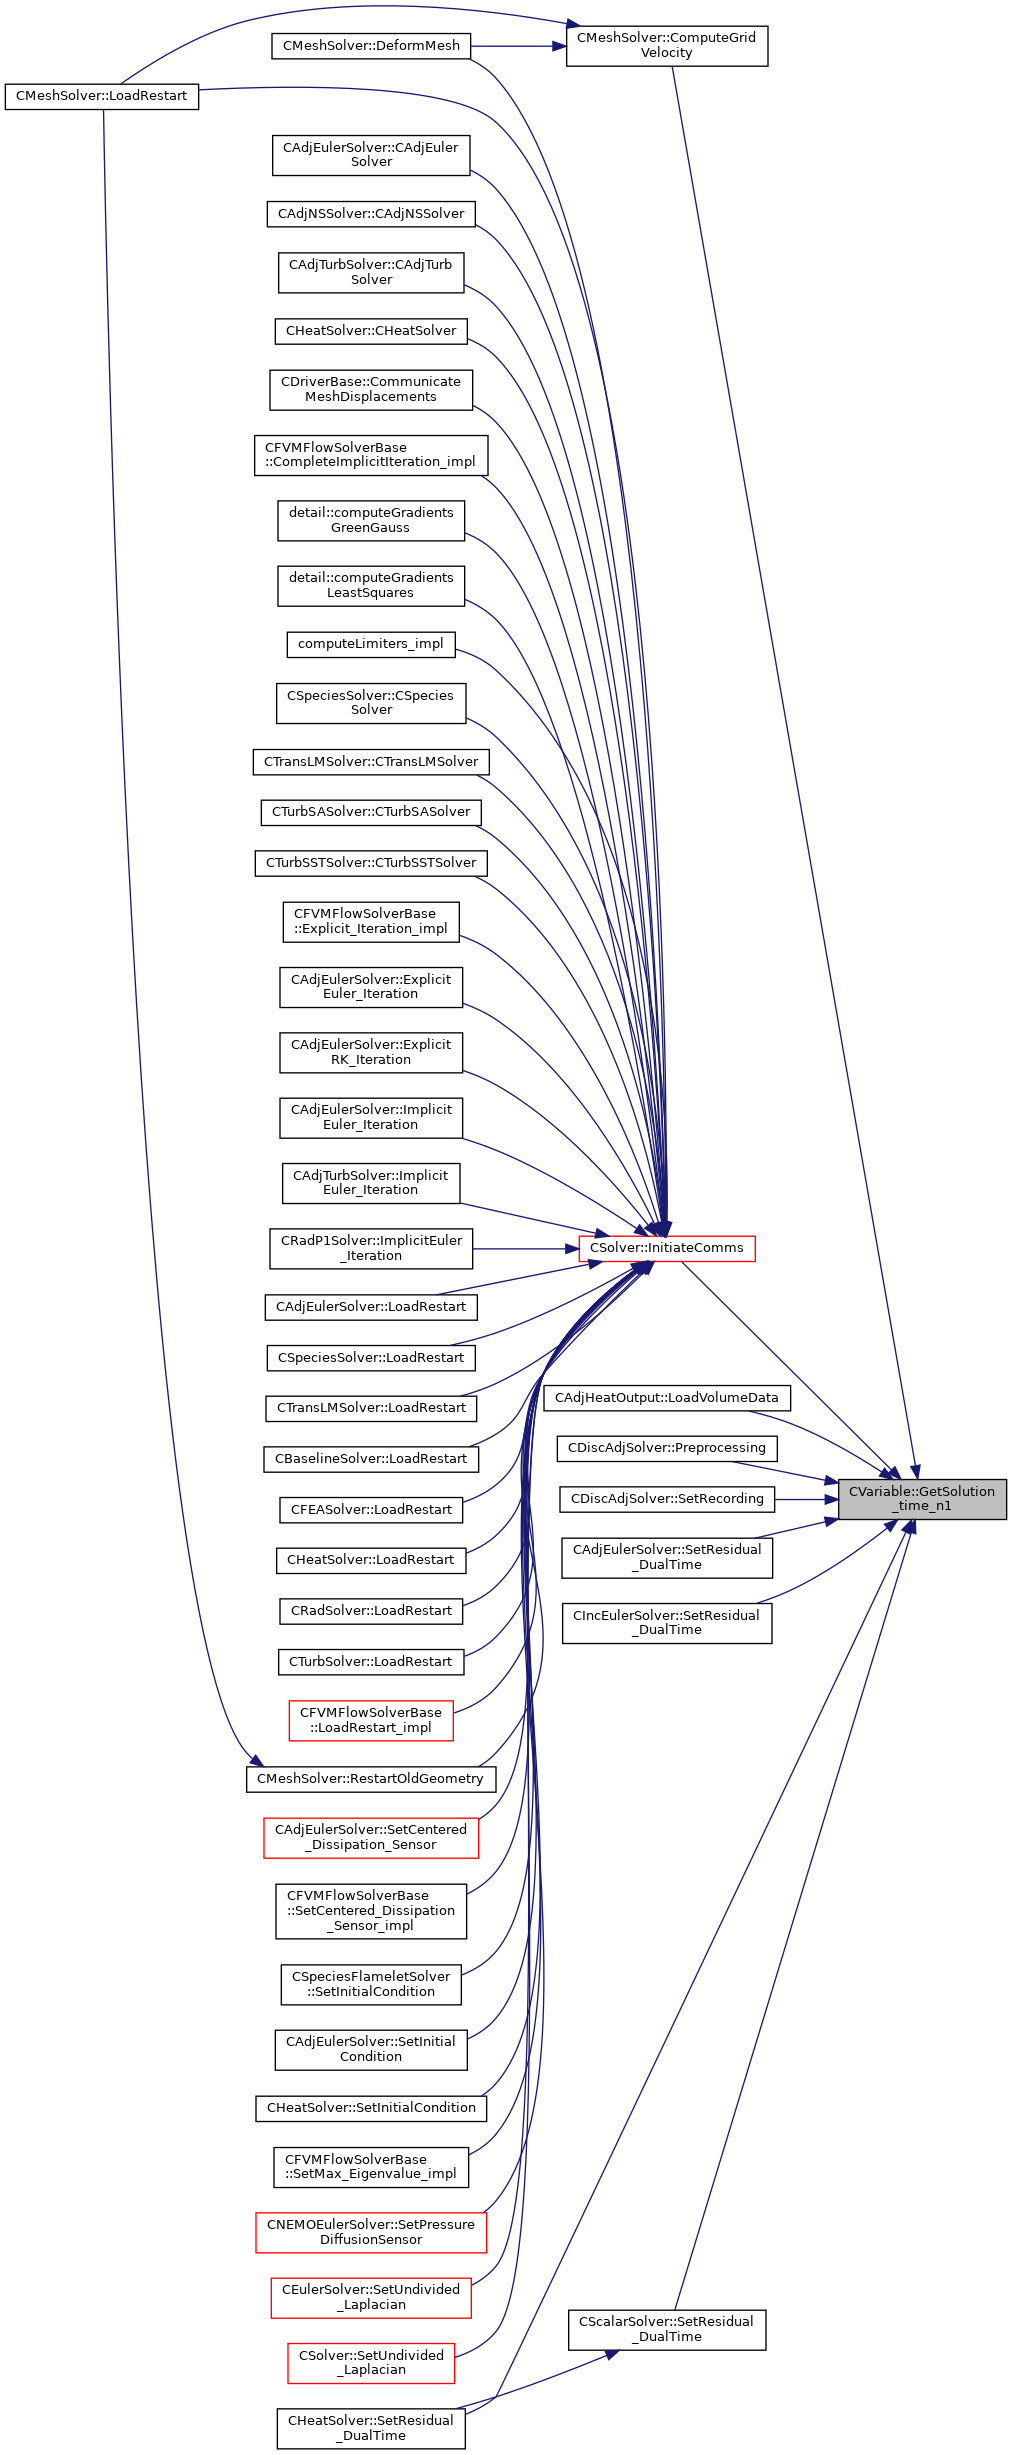 CMeshSolver::ComputeGrid
Velocity
CMeshSolver::DeformMesh
CMeshSolver::LoadRestart
CAdjEulerSolver::CAdjEuler
Solver
CAdjNSSolver::CAdjNSSolver
CAdjTurbSolver::CAdjTurb
Solver
CHeatSolver::CHeatSolver
CDriverBase::Communicate
MeshDisplacements
CFVMFlowSolverBase
::CompleteImplicitIteration_impl
detail::computeGradients
GreenGauss
detail::computeGradients
LeastSquares
computeLimiters_impl
CSpeciesSolver::CSpecies
Solver
CTransLMSolver::CTransLMSolver
CTurbSASolver::CTurbSASolver
CTurbSSTSolver::CTurbSSTSolver
CFVMFlowSolverBase
::Explicit_Iteration_impl
CAdjEulerSolver::Explicit
Euler_Iteration
CAdjEulerSolver::Explicit
RK_Iteration
CAdjEulerSolver::Implicit
Euler_Iteration
CAdjTurbSolver::Implicit
Euler_Iteration
CRadP1Solver::ImplicitEuler
_Iteration
CSolver::InitiateComms
CAdjEulerSolver::LoadRestart
CSpeciesSolver::LoadRestart
CTransLMSolver::LoadRestart
CAdjHeatOutput::LoadVolumeData
CBaselineSolver::LoadRestart
CDiscAdjSolver::Preprocessing
CFEASolver::LoadRestart
CDiscAdjSolver::SetRecording
CVariable::GetSolution
_time_n1
CHeatSolver::LoadRestart
CAdjEulerSolver::SetResidual
_DualTime
CRadSolver::LoadRestart
CIncEulerSolver::SetResidual
_DualTime
CTurbSolver::LoadRestart
CFVMFlowSolverBase
::LoadRestart_impl
CMeshSolver::RestartOldGeometry
CAdjEulerSolver::SetCentered
_Dissipation_Sensor
CFVMFlowSolverBase
::SetCentered_Dissipation
_Sensor_impl
CSpeciesFlameletSolver
::SetInitialCondition
CAdjEulerSolver::SetInitial
Condition
CHeatSolver::SetInitialCondition
CFVMFlowSolverBase
::SetMax_Eigenvalue_impl
CNEMOEulerSolver::SetPressure
DiffusionSensor
CEulerSolver::SetUndivided
_Laplacian
CScalarSolver::SetResidual
_DualTime
CSolver::SetUndivided
_Laplacian
CHeatSolver::SetResidual
_DualTime